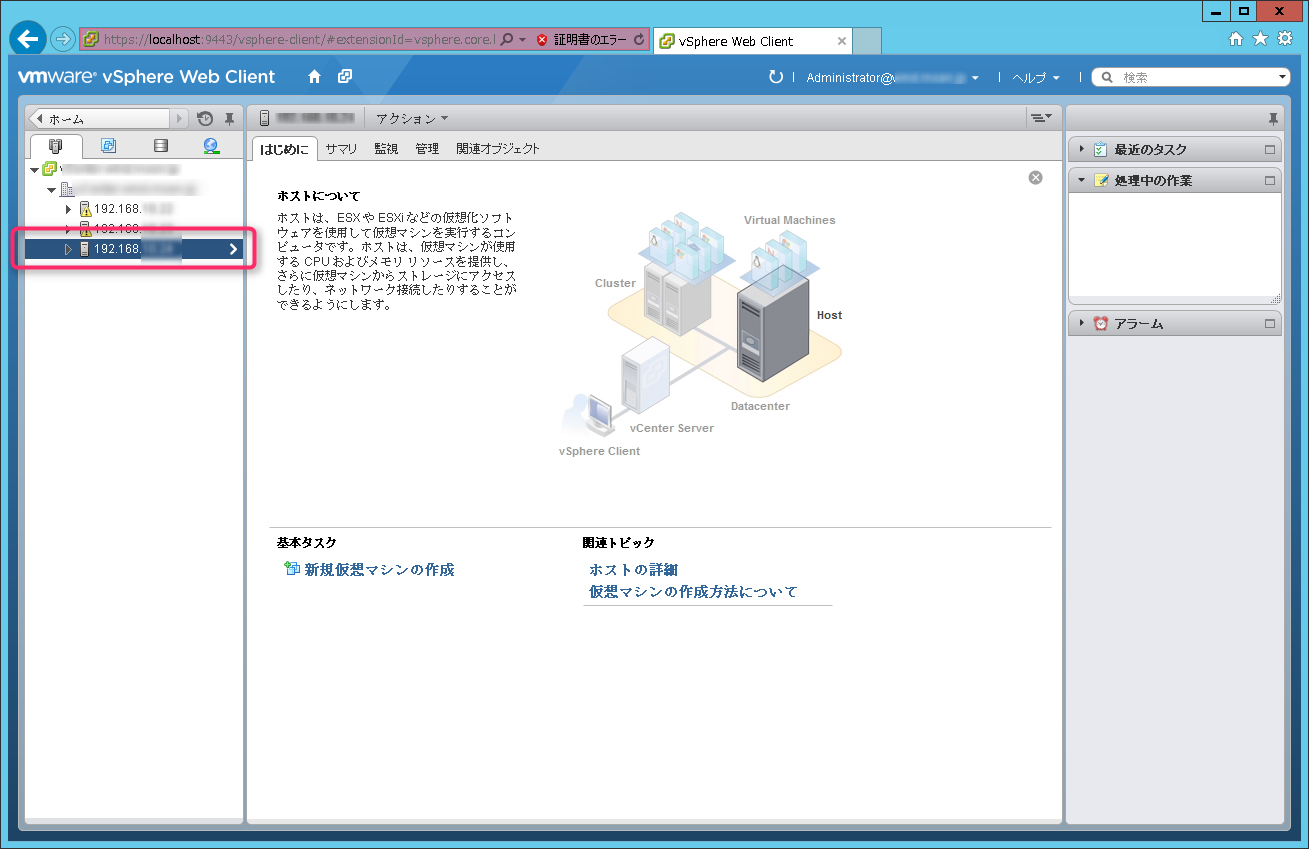 https://localhost:9443/vsphere-client/#extensionId=vsphere.core.l
証明書のエラー
vSphere Web Client
vmware® vSphere Web Client
Administrator@
ヘルプ
検索
ホーム
アクション
192.168.
192.168.
192.168.
はじめに
サマリ
監視
管理
関連オブジェクト
ホストについて
ホストは、ESX や ESXi などの仮想化ソフト
ウェアを使用して仮想マシンを実行するコン
ピュータです。ホストは、仮想マシンが使用
する CPU およびメモリ リソースを提供し、
さらに仮想マシンからストレージにアクセス
したり、ネットワーク接続したりすることが
できるようにします。
Virtual Machines
Cluster
Host
Datacenter
vCenter Server
vSphere Client
基本タスク
新規仮想マシンの作成
関連トピック
ホストの詳細
仮想マシンの作成方法について
最近のタスク
処理中の作業
アラーム